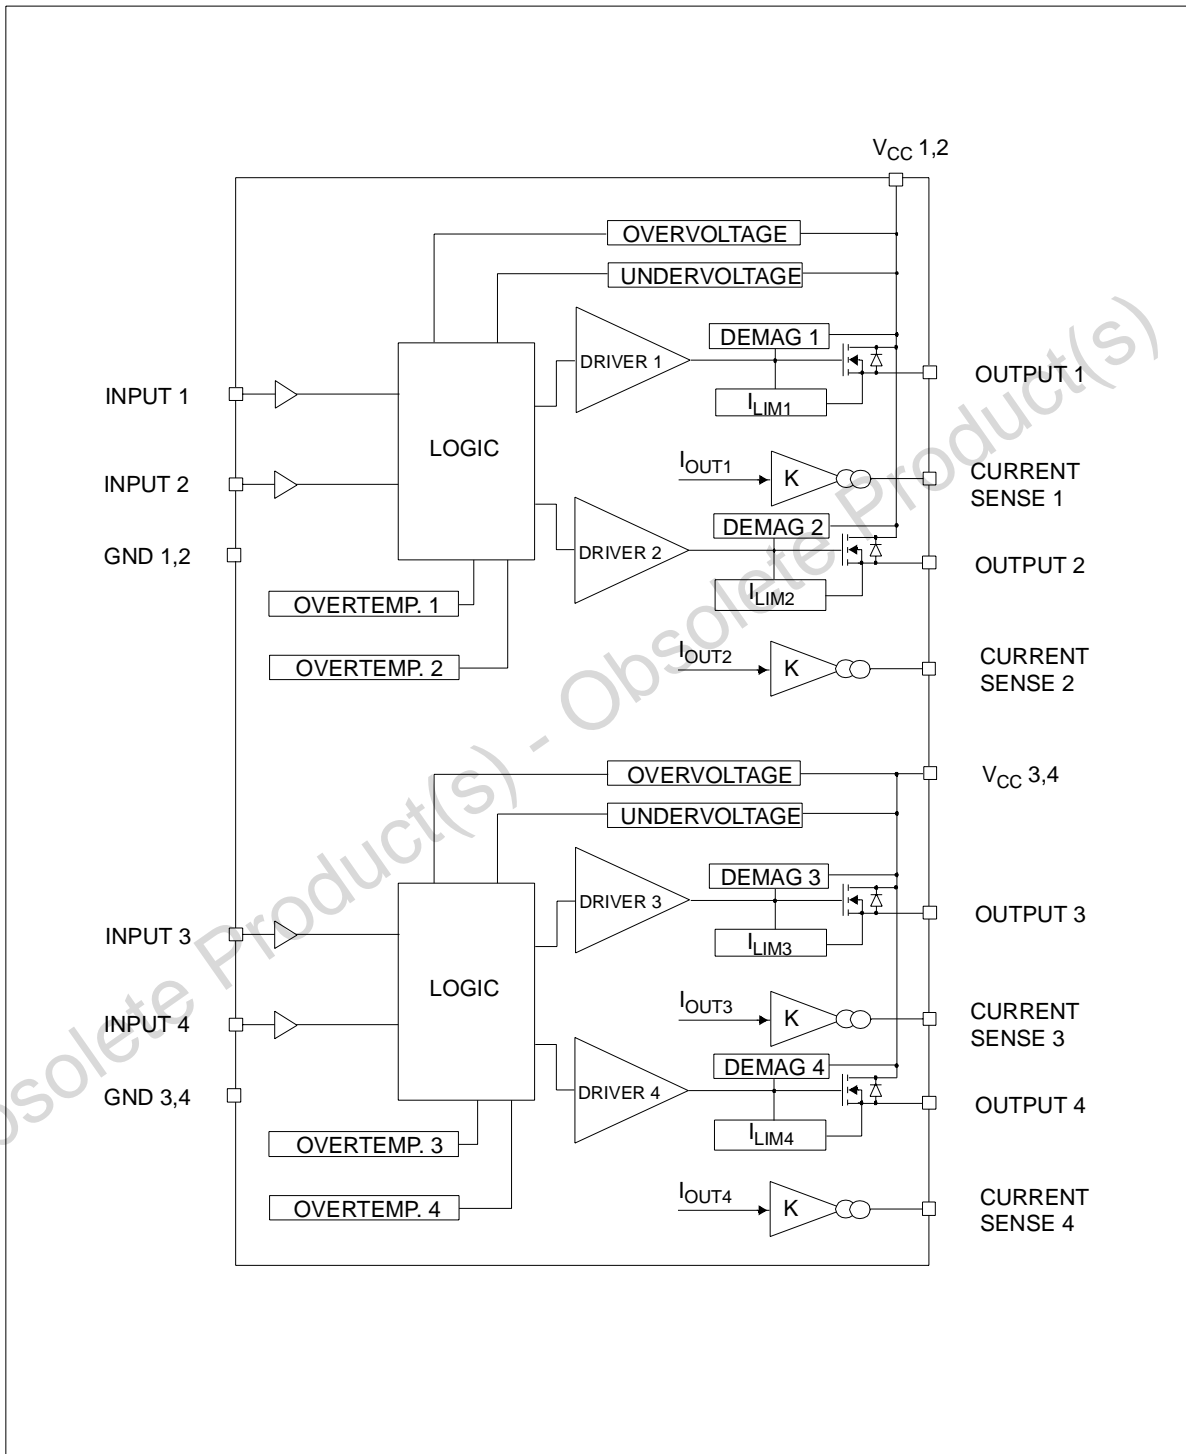 VCC 1,2
OVERVOLTAGE
UNDERVOLTAGE
DEMAG 1
DRIVER 1
INPUT 1
OUTPUT 1
ILIM1
LOGIC
IOUT1
K
CURRENT
SENSE 1
INPUT 2
DEMAG 2
GND 1,2
DRIVER 2
OUTPUT 2
ILIM2
OVERTEMP. 1
IOUT2
K
CURRENT
SENSE 2
OVERTEMP. 2
OVERVOLTAGE
VCC 3,4
UNDERVOLTAGE
DEMAG 3
DRIVER 3
OUTPUT 3
INPUT 3
ILIM3
LOGIC
IOUT3
K
CURRENT
SENSE 3
INPUT 4
DEMAG 4
GND 3,4
DRIVER 4
OUTPUT 4
ILIM4
OVERTEMP. 3
IOUT4
K
CURRENT
SENSE 4
OVERTEMP. 4
bsolete Product(s) - Obsolete Product(s)